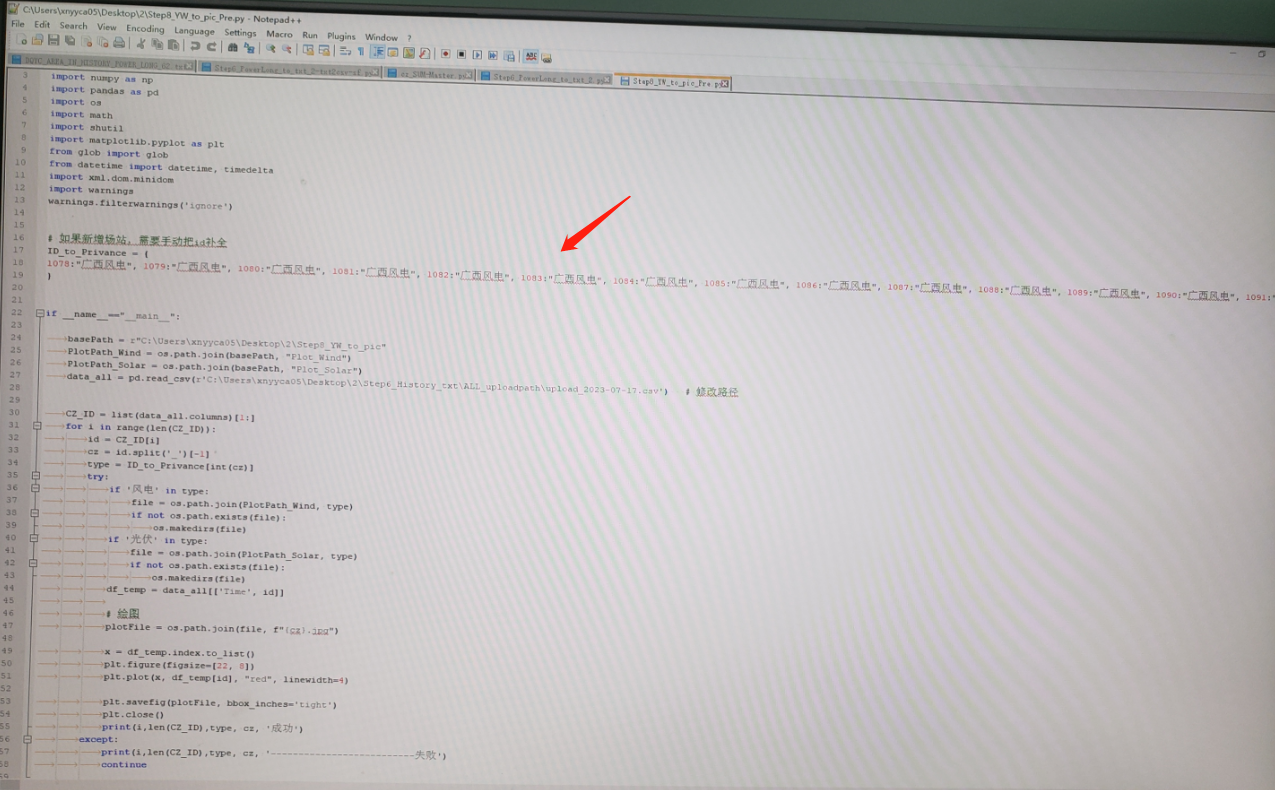 C:\Users\xnyyca05\Desktop\2\Step8_YW_to_pic_Pre.py - Notepad++
File Edit Search View Encoding Language Settings Macro Run Plugins Window ?
Step8_YW_to_pic_Pre.py
3
4 import numpy as np
5 import pandas as pd
6 import os
7 import math
8 import shutil
9 import matplotlib.pyplot as plt
10 from glob import glob
11 from datetime import datetime, timedelta
12 import xml.dom.minidom
13 import warnings
14 warnings.filterwarnings('ignore')
15
16 # 如果新增场站，需要手动把id补全
17 ID_to_Privance = {
18 1078:"广西风电", 1079:"广西风电", 1080:"广西风电", 1081:"广西风电", 1082:"广西风电", 1083:"广西风电", 1084:"广西风电", 1085:"广西风电", 1086:"广西风电", 1087:"广西风电", 1088:"广西风电", 1089:"广西风电", 1090:"广西风电", 1091:"
19 }
20
21
22 if __name__=="__main__":
23
24 basePath = r"C:\Users\xnyyca05\Desktop\2\Step8_YW_to_pic"
25 PlotPath_Wind = os.path.join(basePath, "Plot_Wind")
26 PlotPath_Solar = os.path.join(basePath, "Plot_Solar")
27 data_all = pd.read_csv(r'C:\Users\xnyyca05\Desktop\2\Step6_History_txt\ALL_uploadpath\upload_2023-07-17.csv') # 修改路径
28
29
30 CZ_ID = list(data_all.columns)[1:]
31 for i in range(len(CZ_ID)):
32 id = CZ_ID[i]
33 cz = id.split('_')[-1]
34 type = ID_to_Privance[int(cz)]
35 try:
36 if '风电' in type:
37 file = os.path.join(PlotPath_Wind, type)
38 if not os.path.exists(file):
39 os.makedirs(file)
40 if '光伏' in type:
41 file = os.path.join(PlotPath_Solar, type)
42 if not os.path.exists(file):
43 os.makedirs(file)
44 df_temp = data_all[['Time', id]]
45
46 # 绘图
47 plotFile = os.path.join(file, f"{cz}.jpg")
48
49 x = df_temp.index.to_list()
50 plt.figure(figsize=[22, 8])
51 plt.plot(x, df_temp[id], "red", linewidth=4)
52
53 plt.savefig(plotFile, bbox_inches='tight')
54 plt.close()
55 print(i,len(CZ_ID),type, cz, '成功')
56 except:
57 print(i,len(CZ_ID),type, cz, '--------------------------失败')
58 continue
59